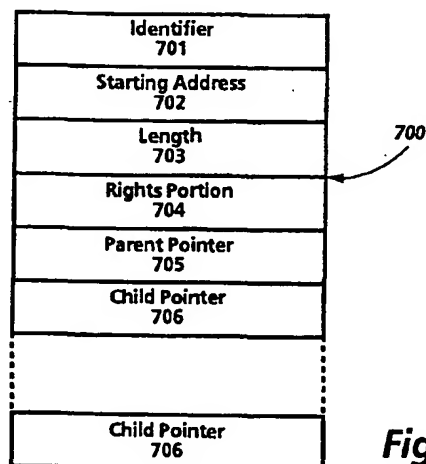 Identifier
701
Starting Address
702
Length
703
700
Rights Portion
704
Parent Pointer
705
Child Pointer
706
Child Pointer
706
Fig